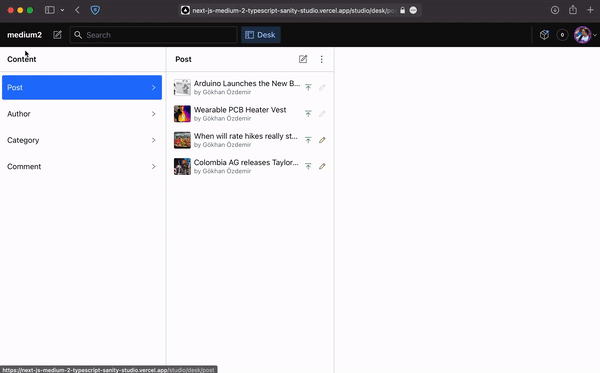 next-js-medium-2-typescript-sanity-studio.vercel.app/studio/desk/po
medium2
Search
Desk
0
Content
Post
Author
Category
Comment
Post
Arduino Launches the New B...
by Gökhan Özdemir
Wearable PCB Heater Vest
by Gökhan Özdemir
When will rate hikes really st...
by Gökhan Özdemir
Colombia AG releases Taylor...
by Gökhan Özdemir
https://next-js-medium-2-typescript-sanity-studio.vercel.app/studio/desk/post